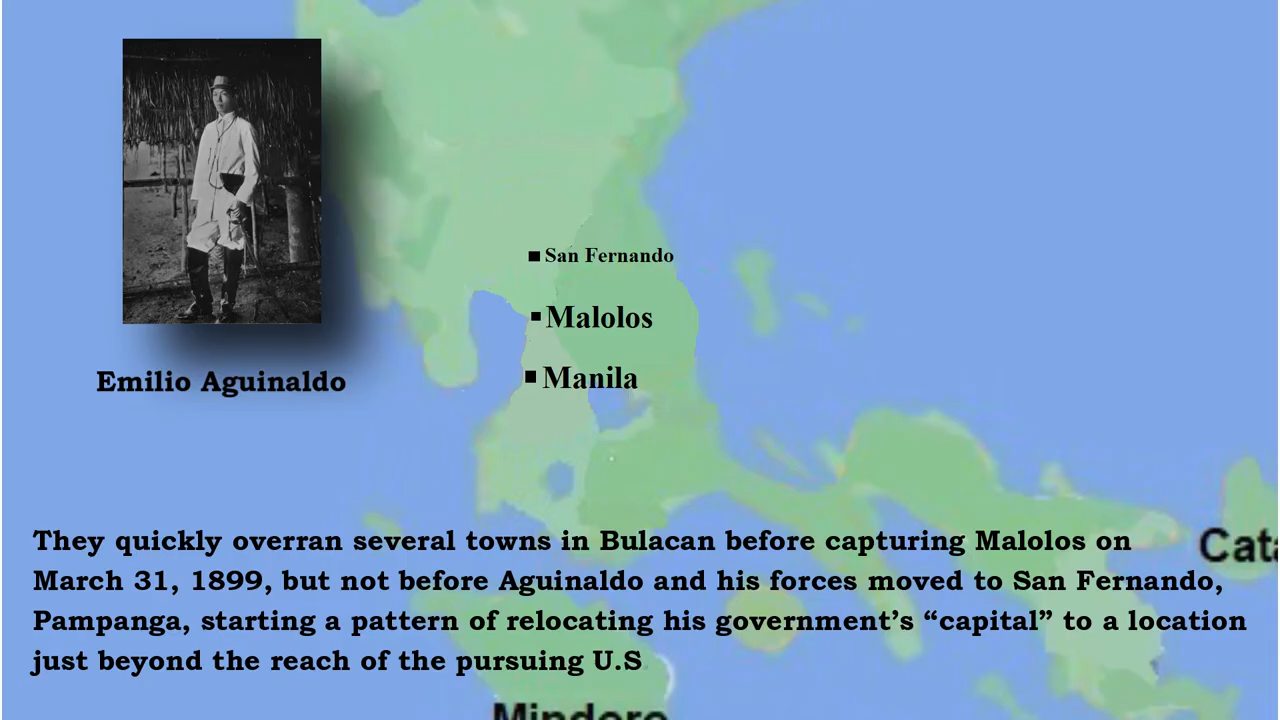 San Fernando
Malolos
Manila
Emilio Aguinaldo
They quickly overran several towns in Bulacan before capturing Malolos on
March 31, 1899, but not before Aguinaldo and his forces moved to San Fernando,
Pampanga, starting a pattern of relocating his government’s “capital” to a location
just beyond the reach of the pursuing U.S
Mindoro